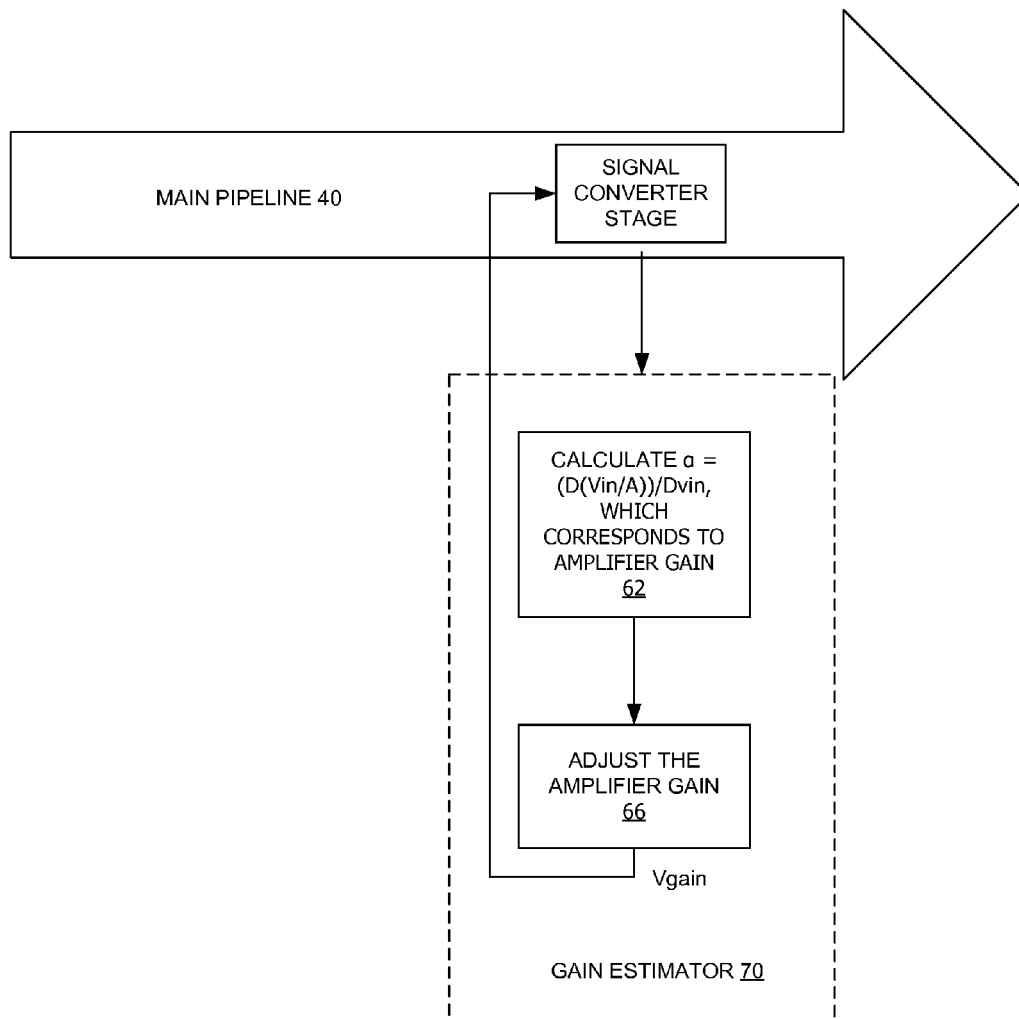 MAIN PIPELINE 40
SIGNAL
CONVERTER
STAGE
CALCULATE α =
(D(Vin/A))/Dvin,
WHICH
CORRESPONDS TO
AMPLIFIER GAIN
62
ADJUST THE
AMPLIFIER GAIN
66
Vgain
GAIN ESTIMATOR 70